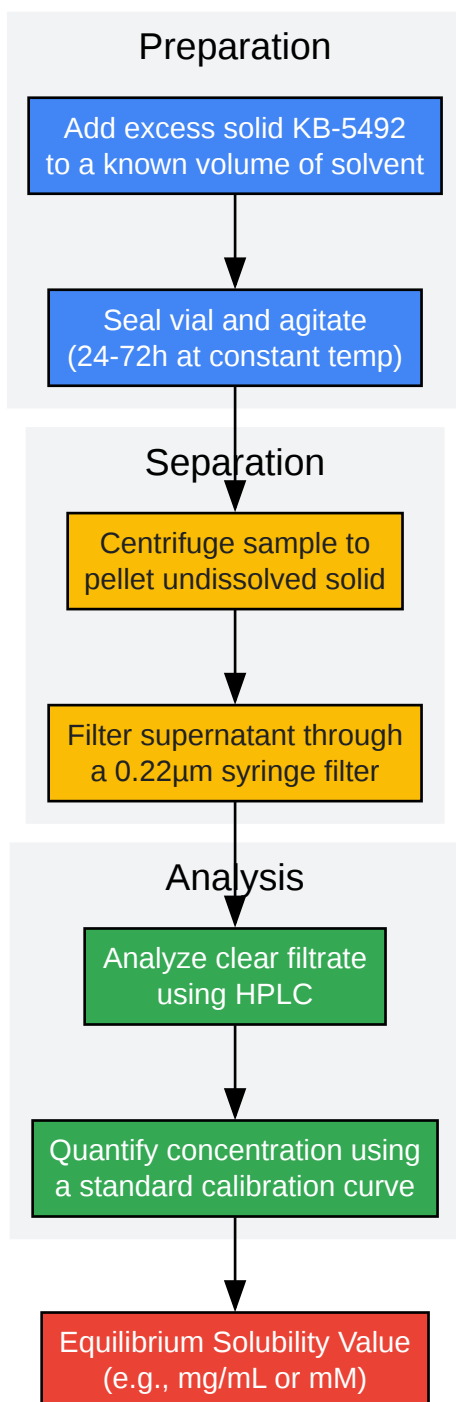 Preparation
Add excess solid KB-5492
to a known volume of solvent
Seal vial and agitate
(24-72h at constant temp)
Separation
Centrifuge sample to
pellet undissolved solid
Filter supernatant through
a 0.22µm syringe filter
Analysis
Analyze clear filtrate
using HPLC
Quantify concentration using
a standard calibration curve
Equilibrium Solubility Value
(e.g., mg/mL or mM)